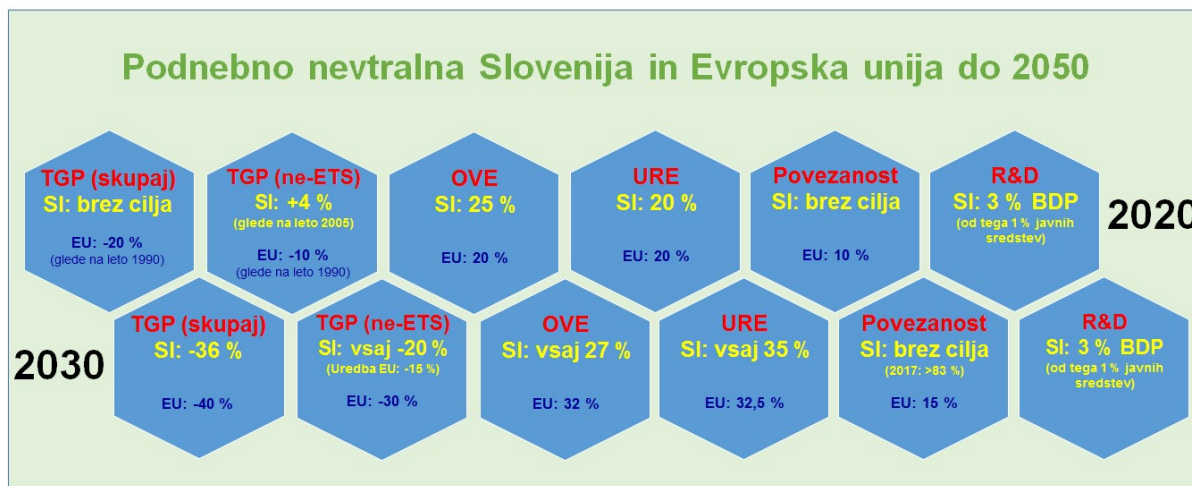 Podnebno nevtralna Slovenija in Evropska unija do 2050
TGP (skupaj)
SI: brez cilja
EU: -20 %
(glede na leto 1990)
TGP (ne-ETS)
SI: +4 %
(glede na leto 2005)
EU: -10 %
(glede na leto 1990)
OVE
SI: 25 %
EU: 20 %
URE
SI: 20 %
EU: 20 %
Povezanost
SI: brez cilja
EU: 10 %
R&D
SI: 3 % BDP
(od tega 1 % javnih
sredstev)
2020
2030
TGP (skupaj)
SI: -36 %
EU: -40 %
TGP (ne-ETS)
SI: vsaj -20 %
(Uredba EU: -15 %)
EU: -30 %
OVE
SI: vsaj 27 %
EU: 32 %
URE
SI: vsaj 35 %
EU: 32,5 %
Povezanost
SI: brez cilja
(2017: >83 %)
EU: 15 %
R&D
SI: 3 % BDP
(od tega 1 % javnih
sredstev)